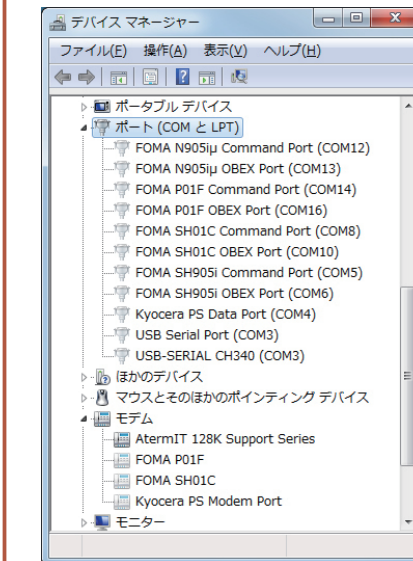 デバイス マネージャー
ファイル(F) 操作(A) 表示(V) ヘルプ(H)
ポータブル デバイス
ポート (COM と LPT)
FOMA N905iμ Command Port (COM12)
FOMA N905iμ OBEX Port (COM13)
FOMA P01F Command Port (COM14)
FOMA P01F OBEX Port (COM16)
FOMA SH01C Command Port (COM8)
FOMA SH01C OBEX Port (COM10)
FOMA SH905i Command Port (COM5)
FOMA SH905i OBEX Port (COM6)
Kyocera PS Data Port (COM4)
USB Serial Port (COM3)
USB-SERIAL CH340 (COM3)
ほかのデバイス
マウスとそのほかのポインティング デバイス
モデム
AtermIT 128K Support Series
FOMA P01F
FOMA SH01C
Kyocera PS Modem Port
モニター